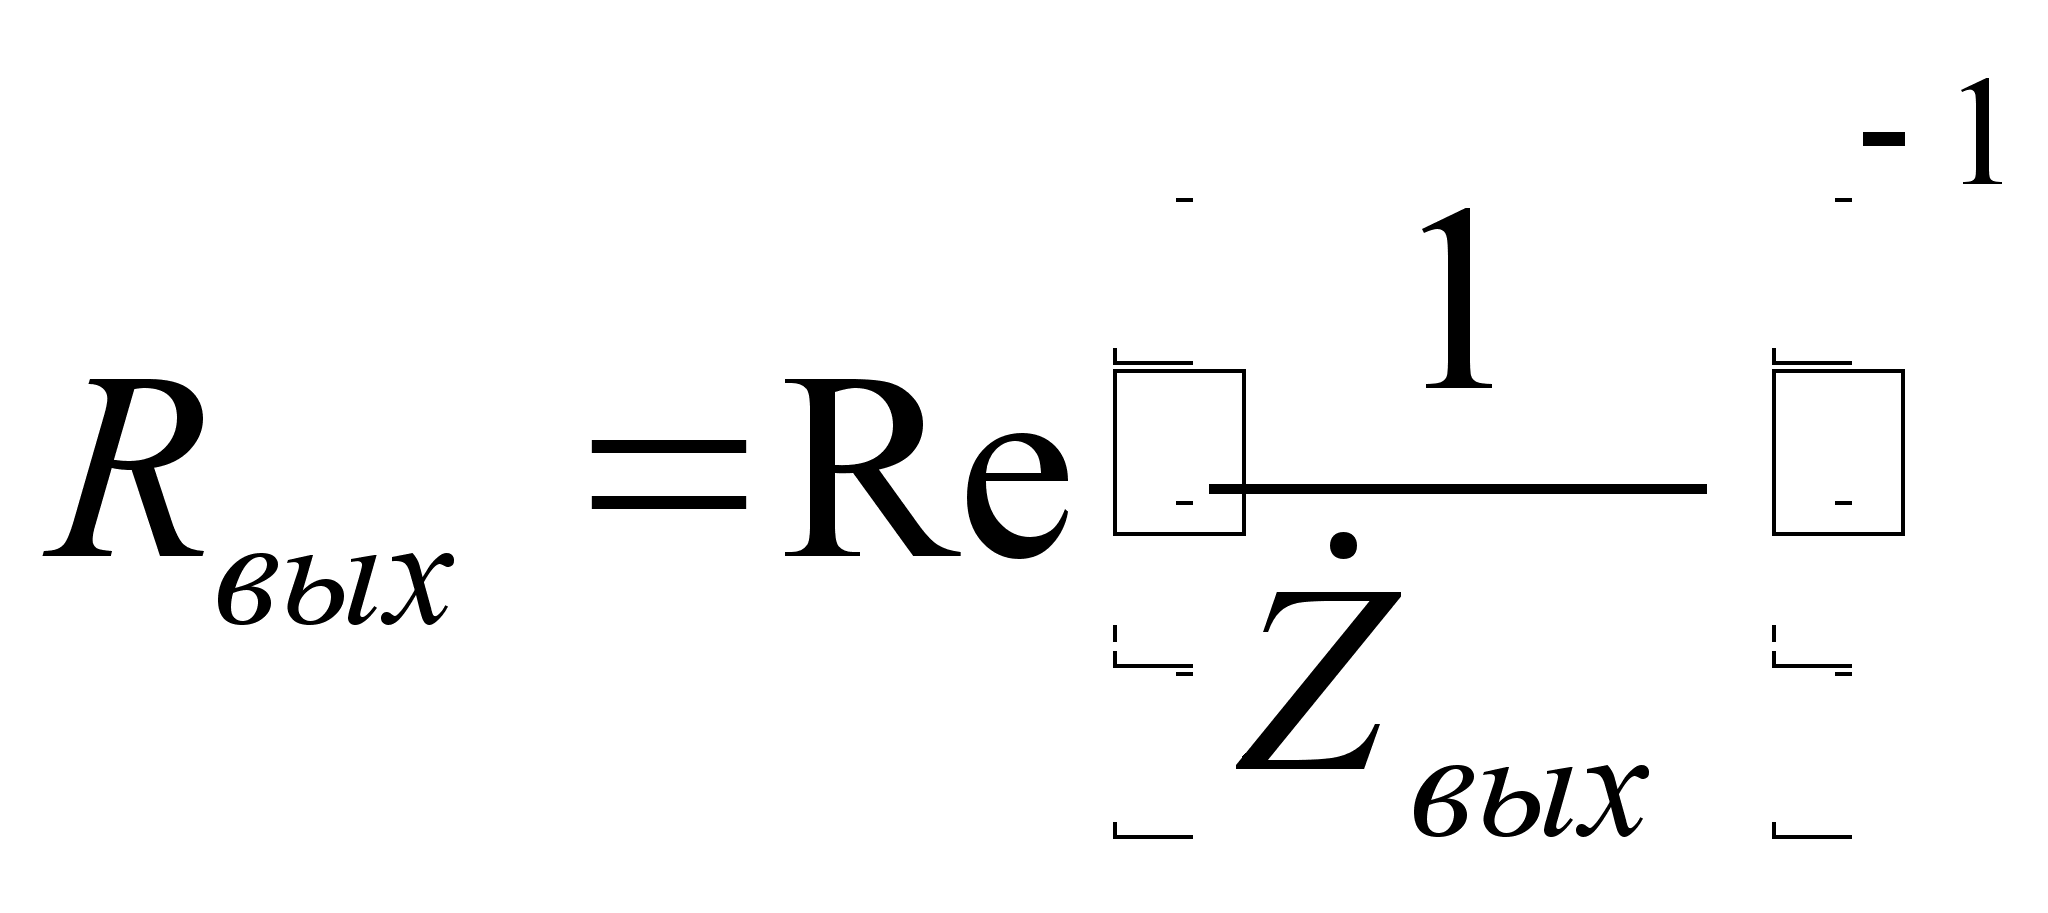 R_вых = Re [1 / Ż_вых]^-1